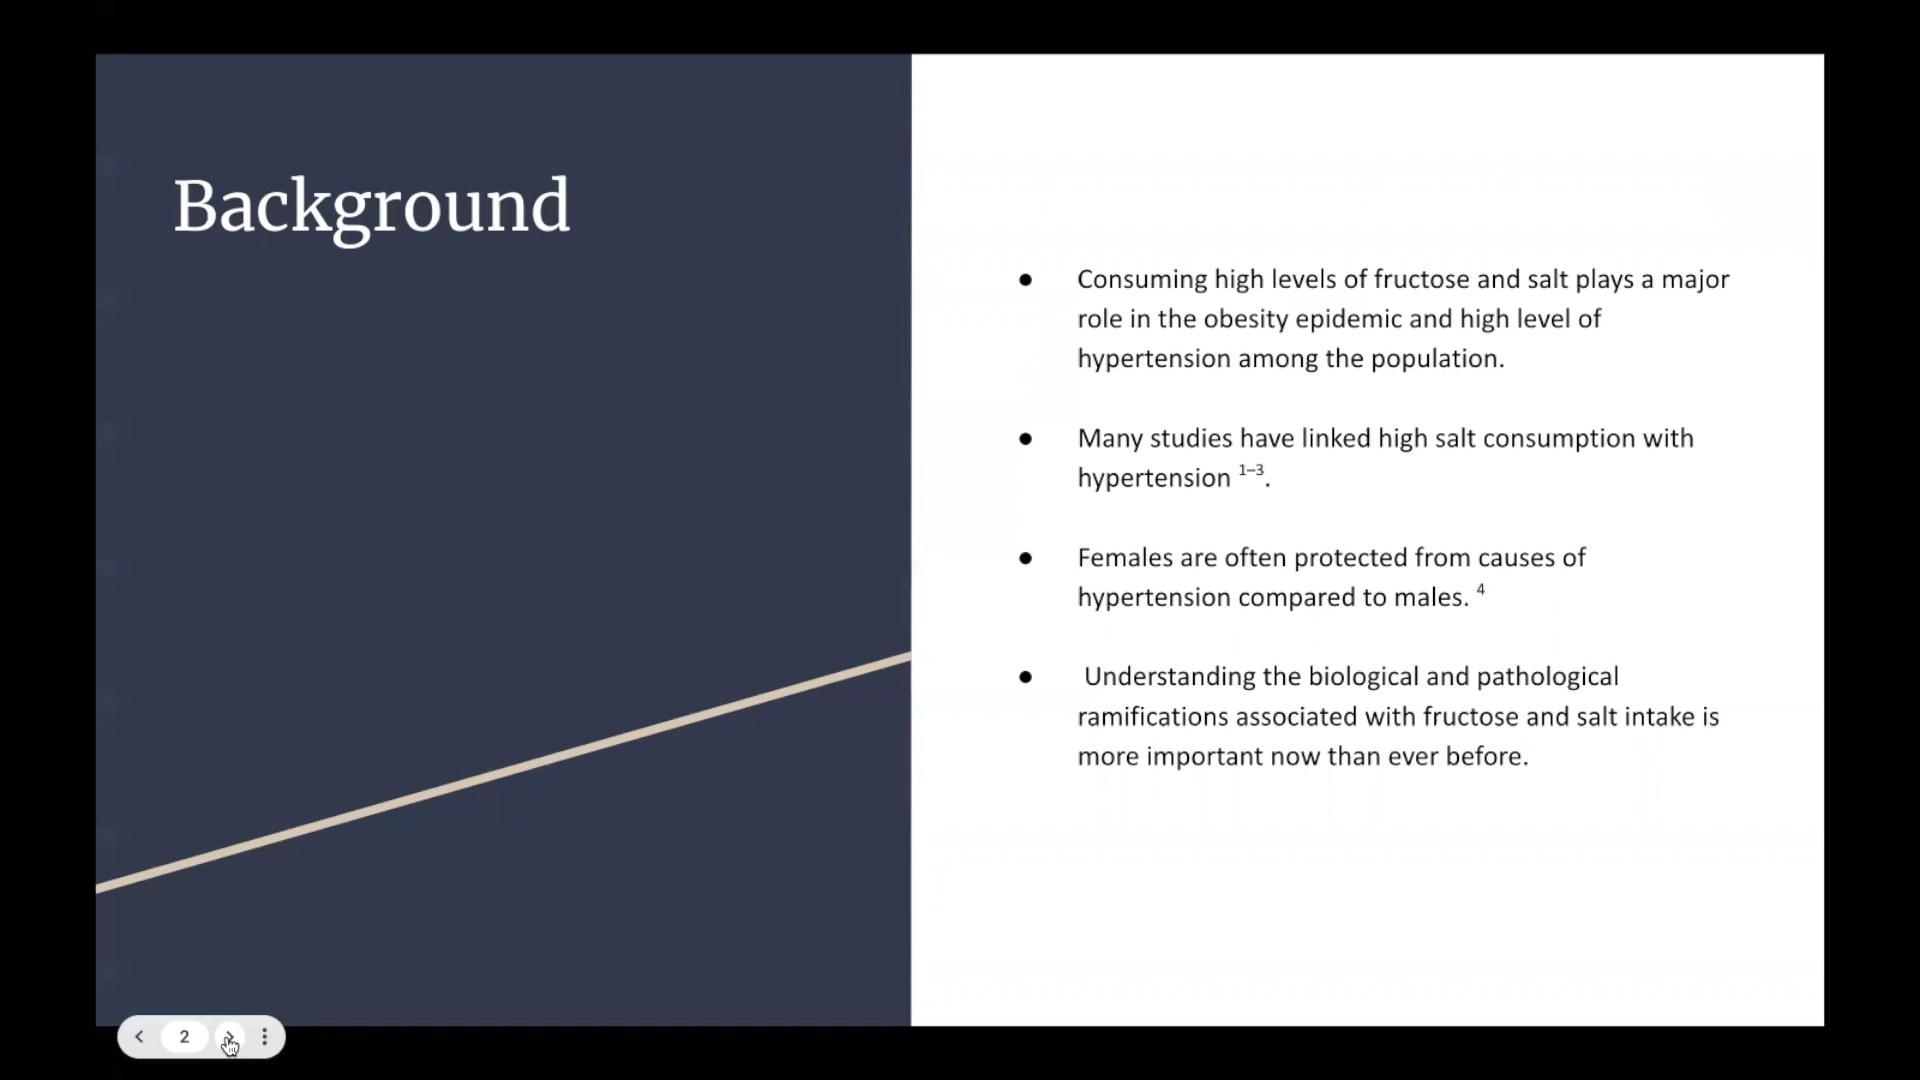 Background
● Consuming high levels of fructose and salt plays a major
role in the obesity epidemic and high level of
hypertension among the population.
● Many studies have linked high salt consumption with
hypertension ¹⁻³.
● Females are often protected from causes of
hypertension compared to males. ⁴
● Understanding the biological and pathological
ramifications associated with fructose and salt intake is
more important now than ever before.
2